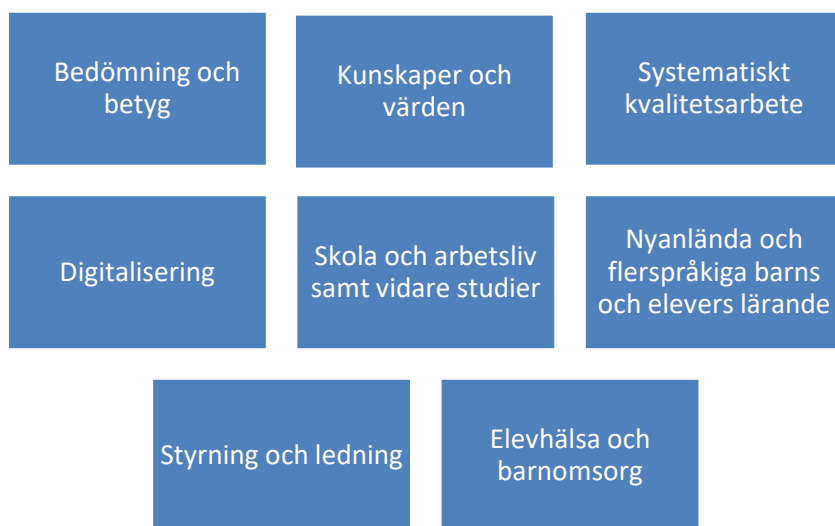 Bedömning och
betyg
Kunskaper och
värden
Systematiskt
kvalitetsarbete
Digitalisering
Skola och arbetsliv
samt vidare studier
Nyanlända och
flerspråkiga barns
och elevers lärande
Styrning och ledning
Elevhälsa och
barnomsorg